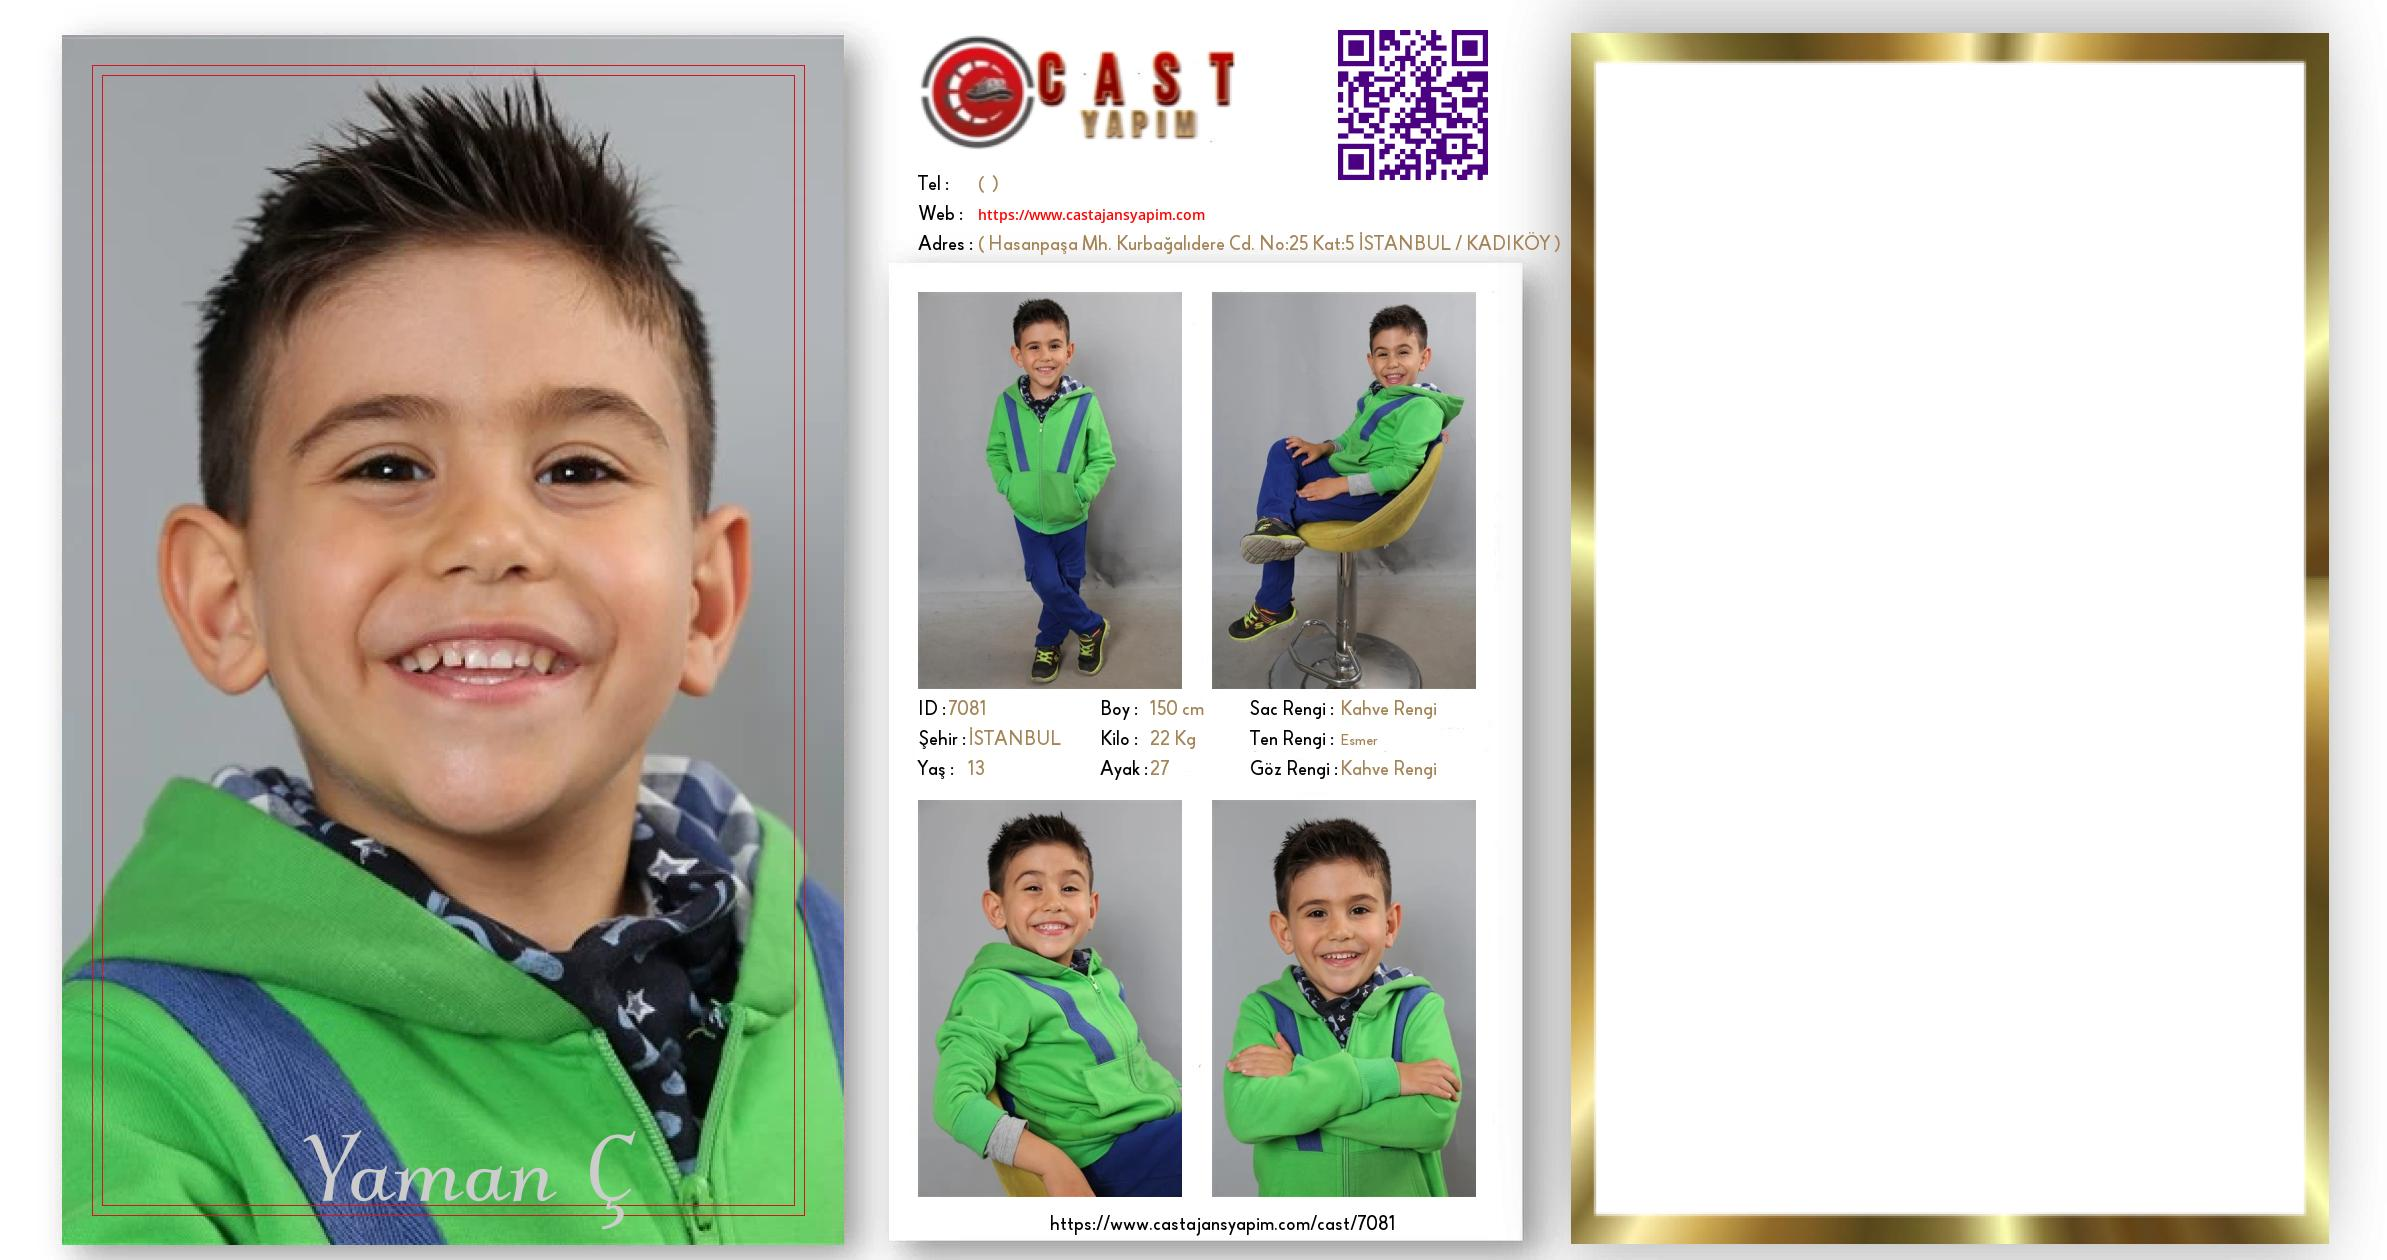 Yaman Ç
CAST
YAPIM
Tel : ( )
Web : https://www.castajansyapim.com
Adres : ( Hasanpaşa Mh. Kurbağalıdere Cd. No:25 Kat:5 İSTANBUL / KADIKÖY )
ID : 7081 Boy : 150 cm Sac Rengi : Kahve Rengi
Şehir : İSTANBUL Kilo : 22 Kg Ten Rengi : Esmer
Yaş : 13 Ayak : 27 Göz Rengi : Kahve Rengi
https://www.castajansyapim.com/cast/7081